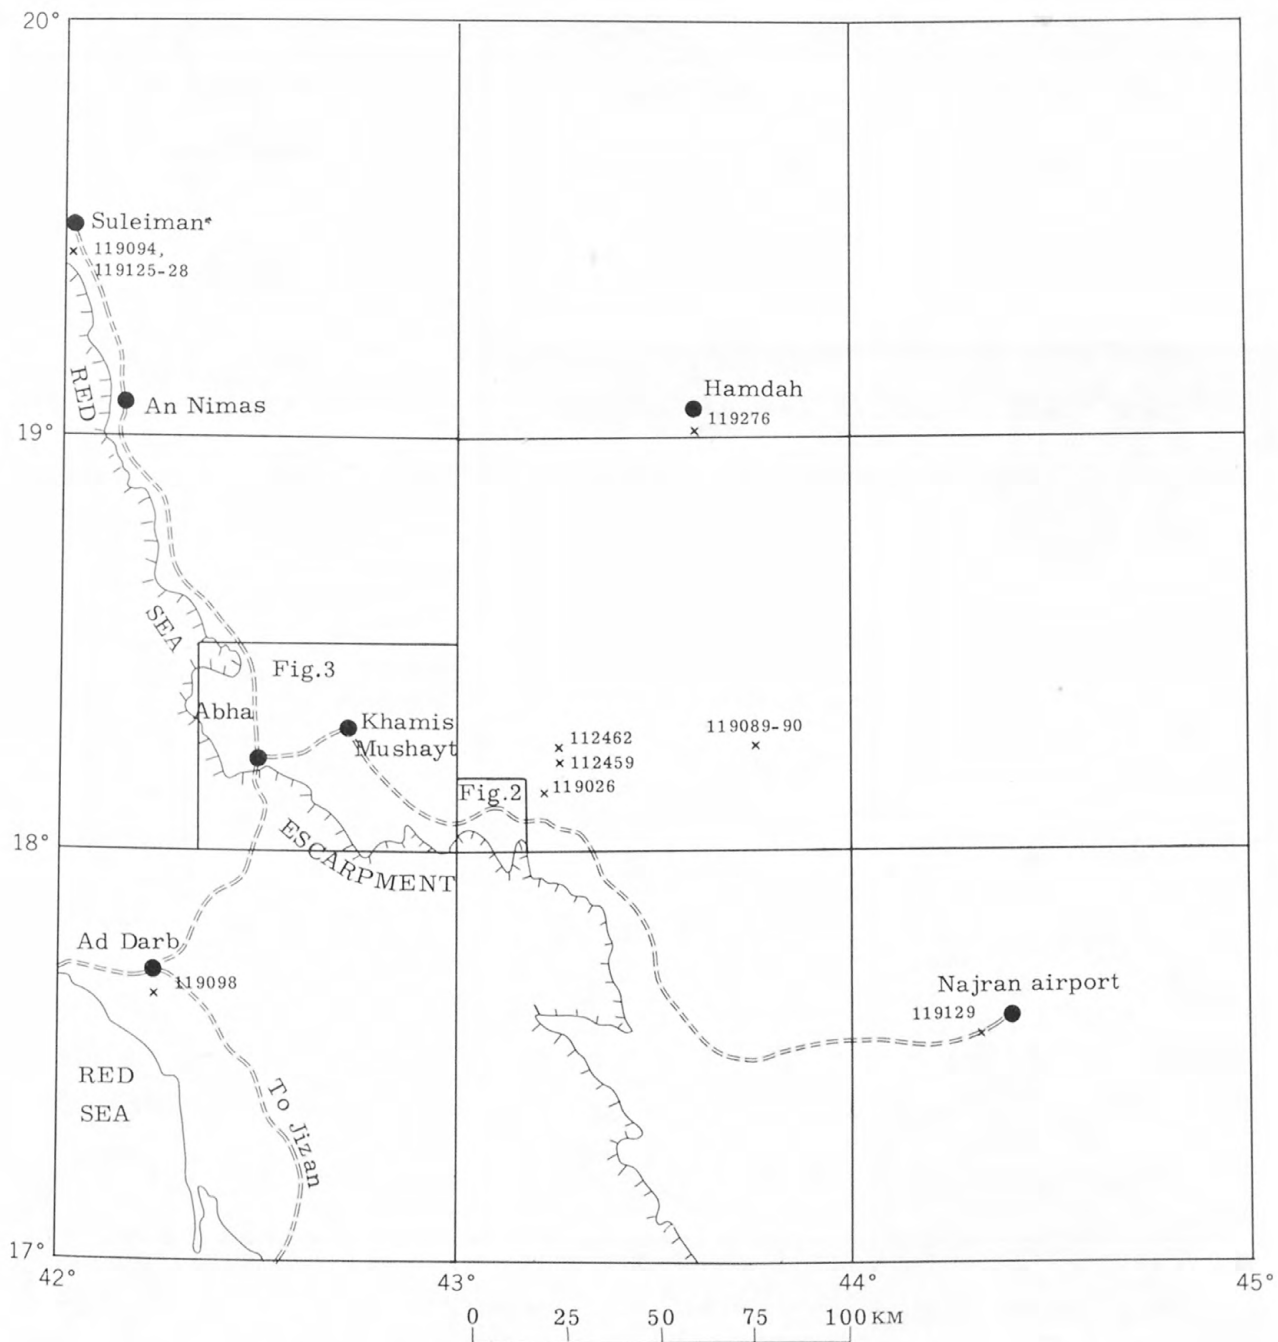 20°
Suleiman
119094,
119125-28
RED
An Nimas
Hamdah
119276
19°
SEA
Fig.3
Abha
Khamis
Mushayt
112462
112459
119026
119089-90
Fig.2
18°
ESCARPMENT
Ad Darb
119098
Najran airport
119129
RED
SEA
To Jizan
17°
42°
43°
44°
45°
0 25 50 75 100 KM